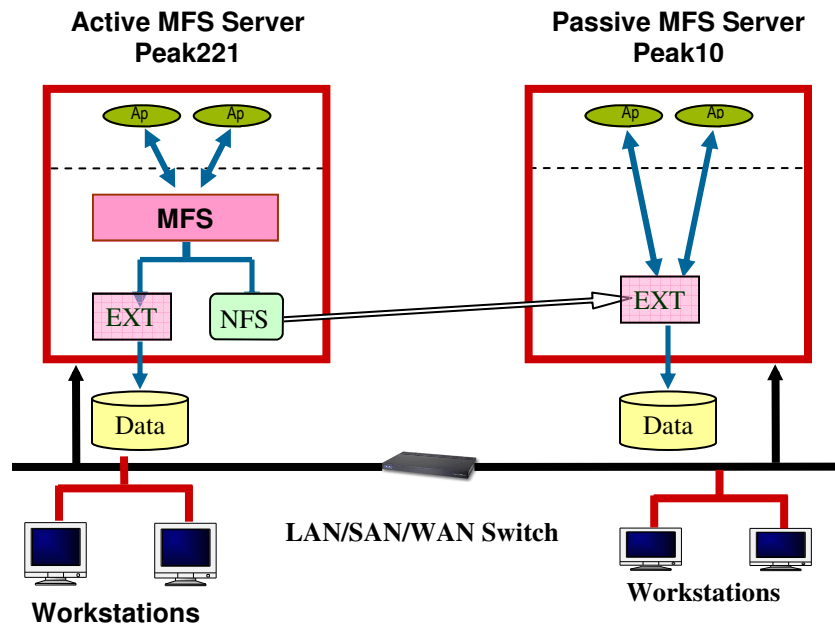 Active MFS Server
Peak221
Passive MFS Server
Peak10
Ap
Ap
Ap
Ap
MFS
EXT
NFS
EXT
Data
Data
LAN/SAN/WAN Switch
Workstations
Workstations